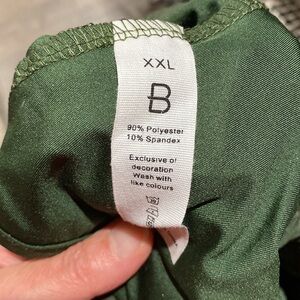 XXL
B
90% Polyester
10% Spandex
Exclusive of
decoration
Wash with
like colours